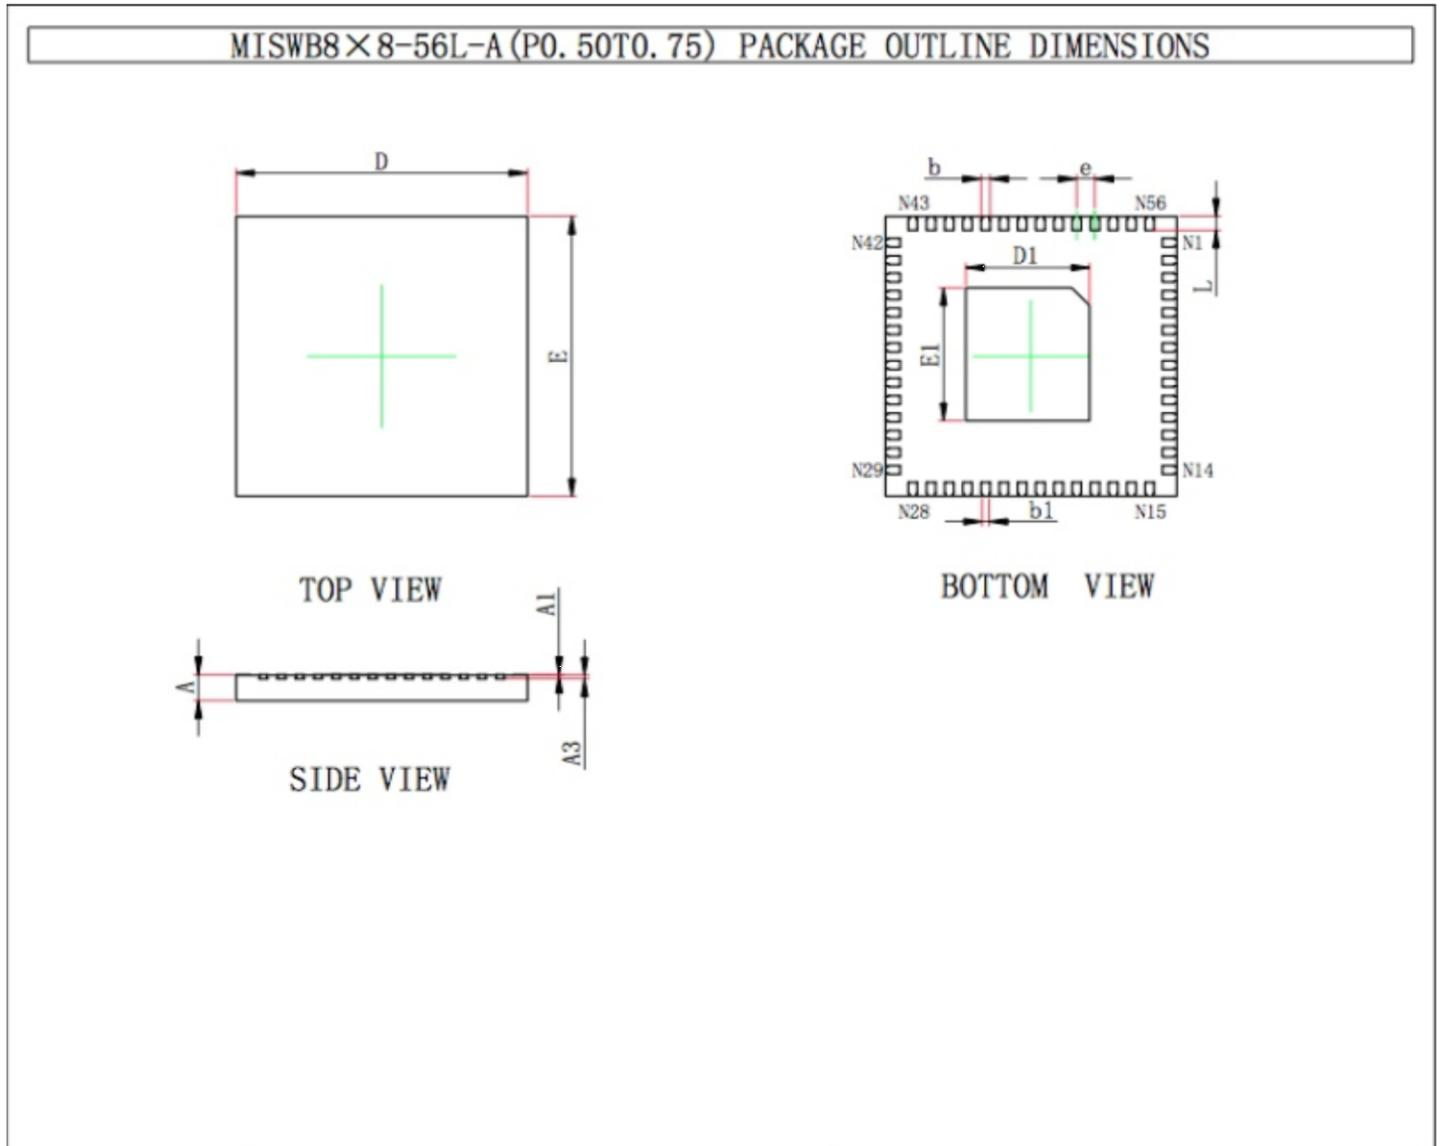 MISWB8×8-56L-A(P0.50T0.75) PACKAGE OUTLINE DIMENSIONS
D
E
TOP VIEW
b
e
N43
N56
N42
N1
D1
L
E1
N29
N14
N28
b1
N15
BOTTOM VIEW
A1
A
A3
SIDE VIEW